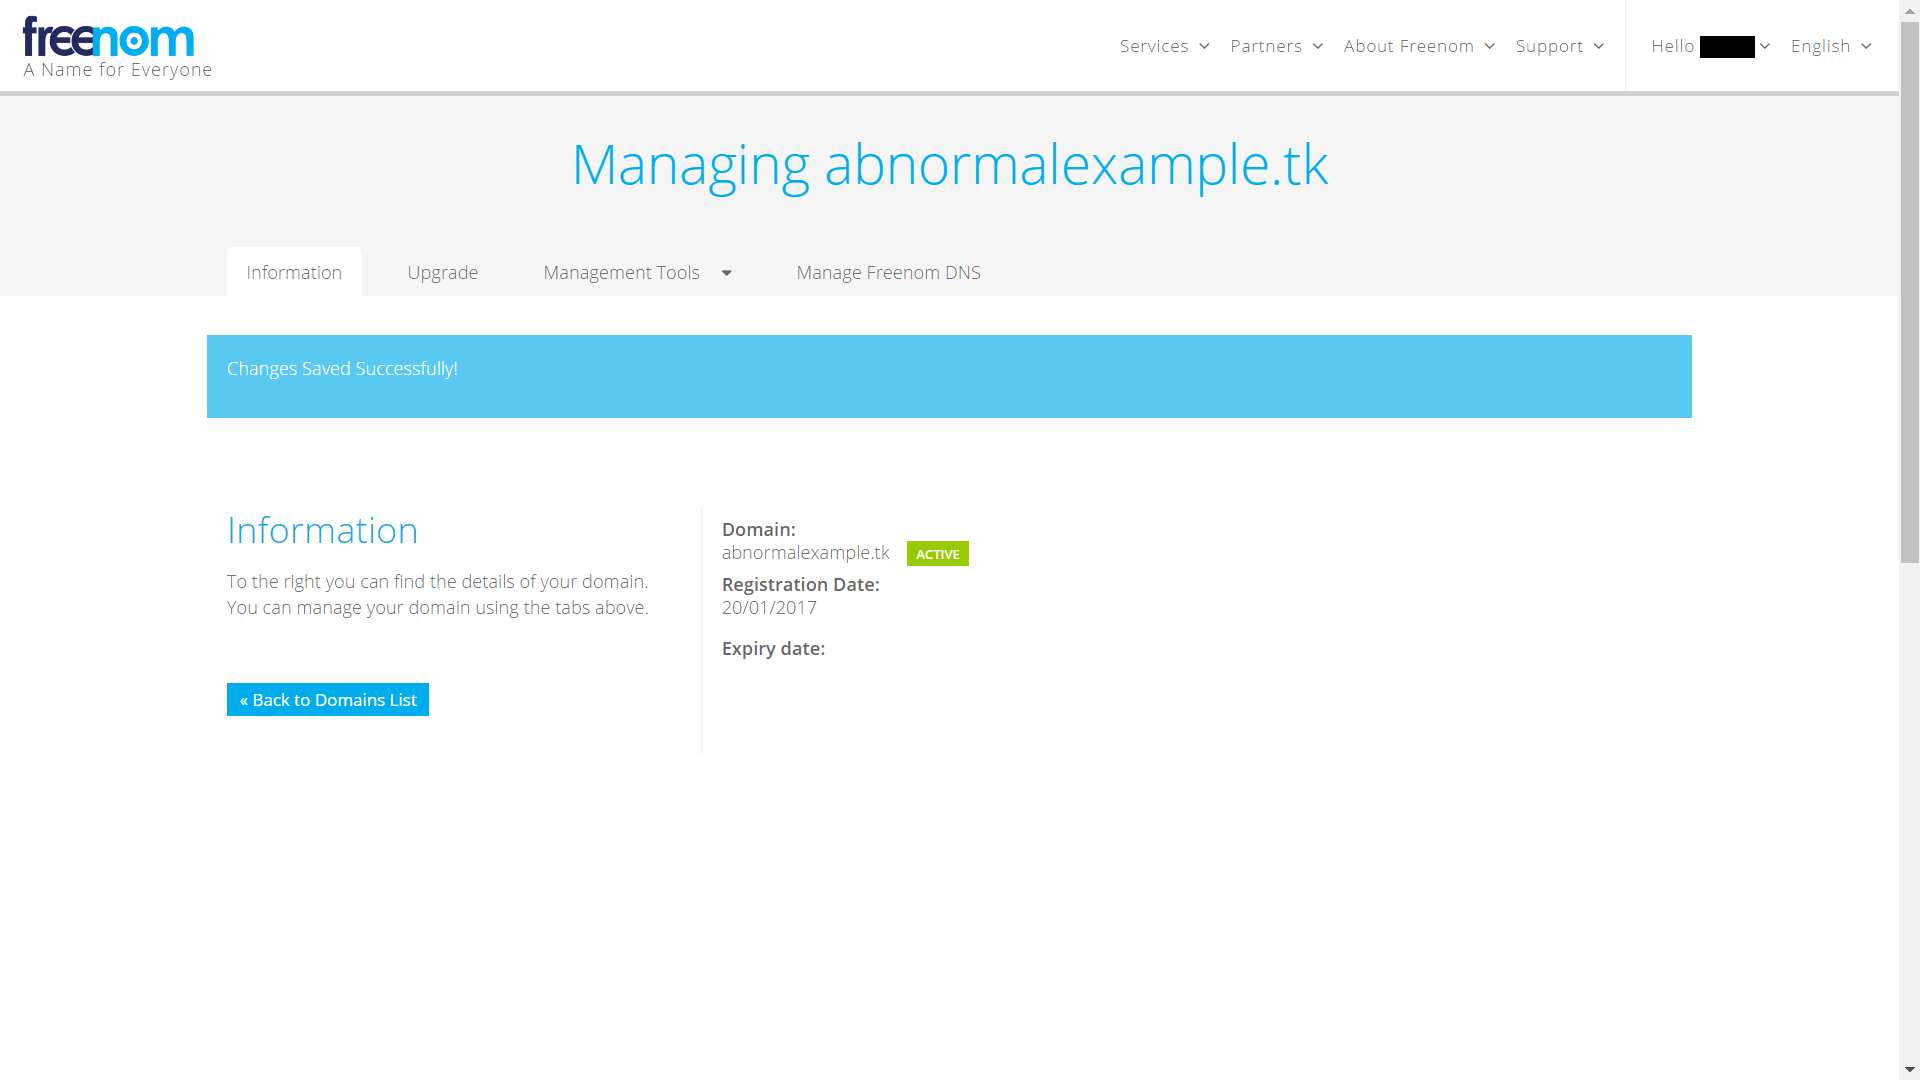 freenom
A Name for Everyone
Services Partners About Freenom Support Hello English
Managing abnormalexample.tk
Information Upgrade Management Tools Manage Freenom DNS
Changes Saved Successfully!
Information
To the right you can find the details of your domain.
You can manage your domain using the tabs above.
« Back to Domains List
Domain:
abnormalexample.tk ACTIVE
Registration Date:
20/01/2017
Expiry date: